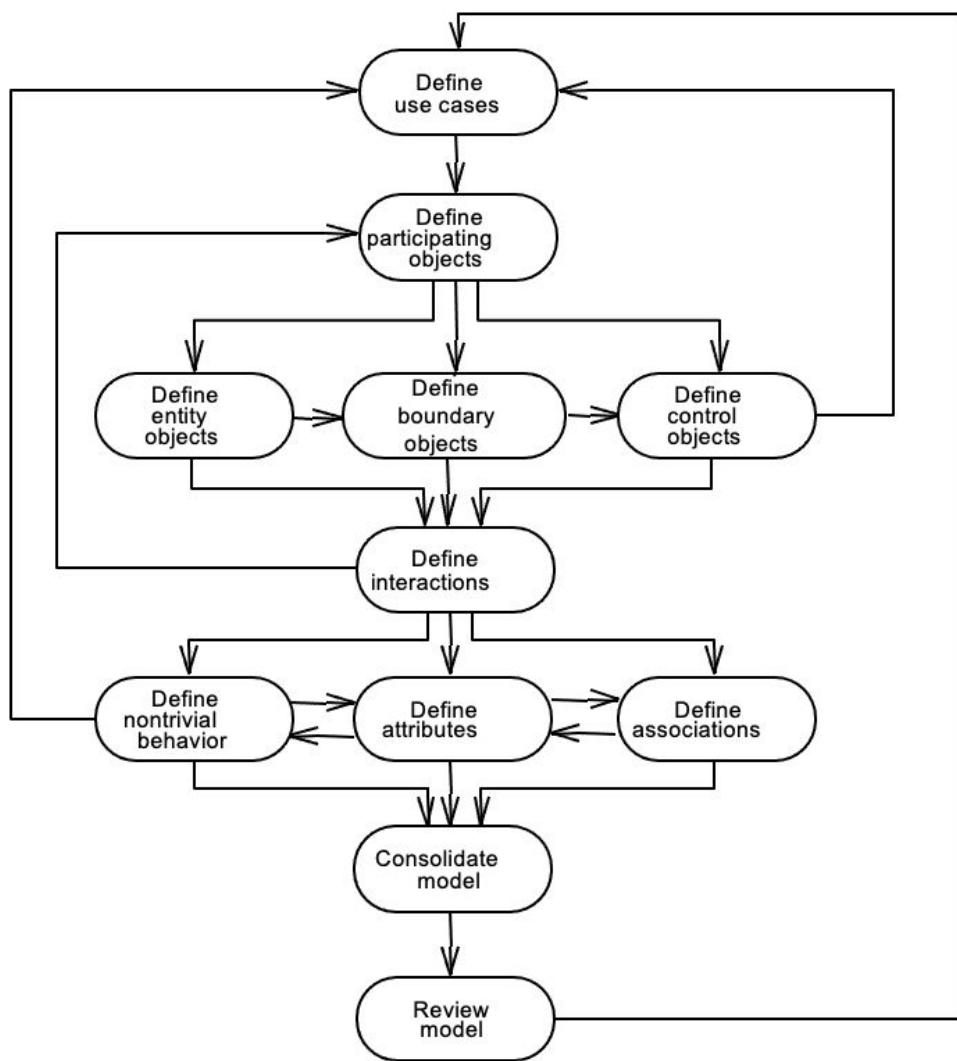 Define
use cases
Define
participating
objects
Define
entity
objects
Define
boundary
objects
Define
control
objects
Define
interactions
Define
nontrivial
behavior
Define
attributes
Define
associations
Consolidate
model
Review
model